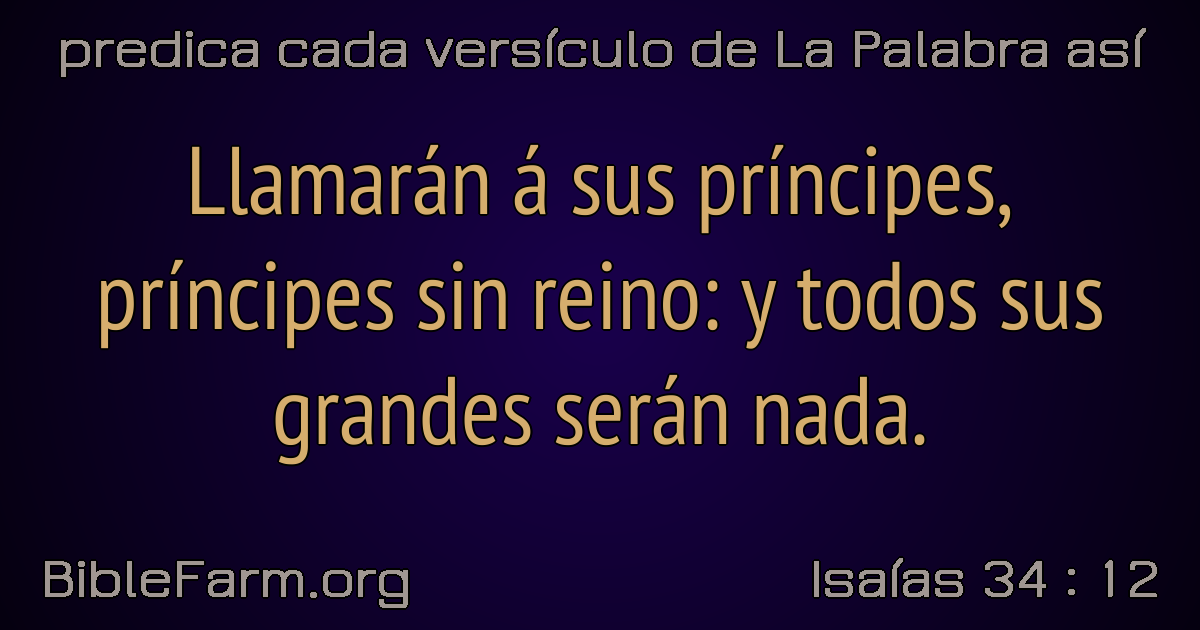 predica cada versículo de La Palabra así
Llamarán á sus príncipes,
príncipes sin reino: y todos sus
grandes serán nada.
BibleFarm.org
Isaías 34 : 12